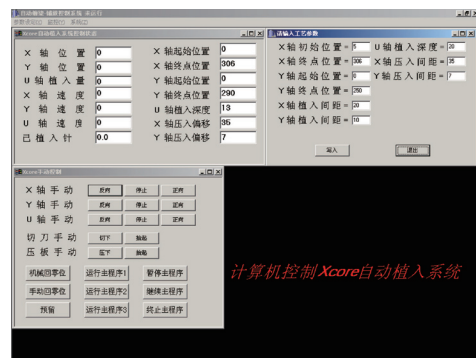 Xcore自动植入系统控制状态
X 轴 位 置 0
Y 轴 位 置 0
U 轴 植 入 量 0
X 轴 速 度 0
Y 轴 速 度 0
U 轴 速 度 0
已 植 入 针 0.0
X 轴起始位置 0
X 轴终点位置 306
Y 轴起始位置 0
Y 轴终点位置 290
U 轴植入深度 13
X 轴压入偏移 35
Y 轴压入偏移 7
请输入工艺参数
X轴初始位置= 5
X轴终点位置= 306
Y轴起始位置= 0
Y轴终点位置= 250
X轴植入间距= 20
Y轴植入间距= 10
U轴植入深度= 20
X轴压入间距= 35
Y轴压入间距= 7
写入 退出
Xcore手动控制
X 轴 手 动 反向 停止 正向
Y 轴 手 动 反向 停止 正向
U 轴 手 动 反向 停止 正向
切 刀 手 动 切下 抬起
压 板 手 动 压下 抬起
机械回零位 运行主程序1 暂停主程序
手动回零位 运行主程序2 继续主程序
预留 运行主程序3 终止主程序
计算机控制Xcore自动植入系统